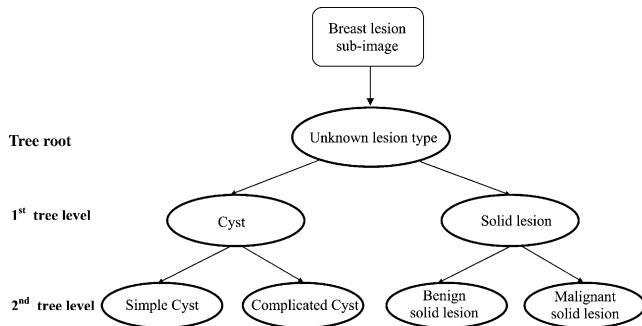 Breast lesion
sub-image
Tree root
Unknown lesion type
1st tree level
Cyst
Solid lesion
2nd tree level
Simple Cyst
Complicated Cyst
Benign
solid lesion
Malignant
solid lesion